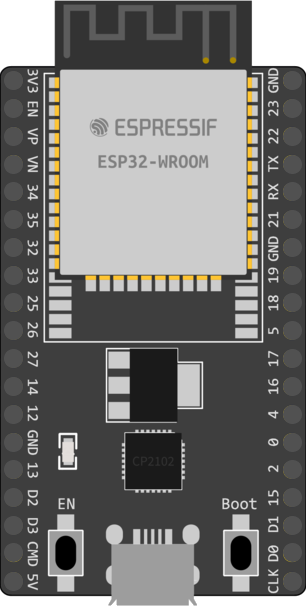 3V3
EN
VP
VN
34
35
32
33
25
26
27
14
12
GND
13
D2
D3
CMD
5V
ESPRESSIF
ESP32-WROOM
CP2102
EN
Boot
GND
23
22
TX
RX
21
GND
19
18
5
17
16
4
0
2
15
D1
D0
CLK